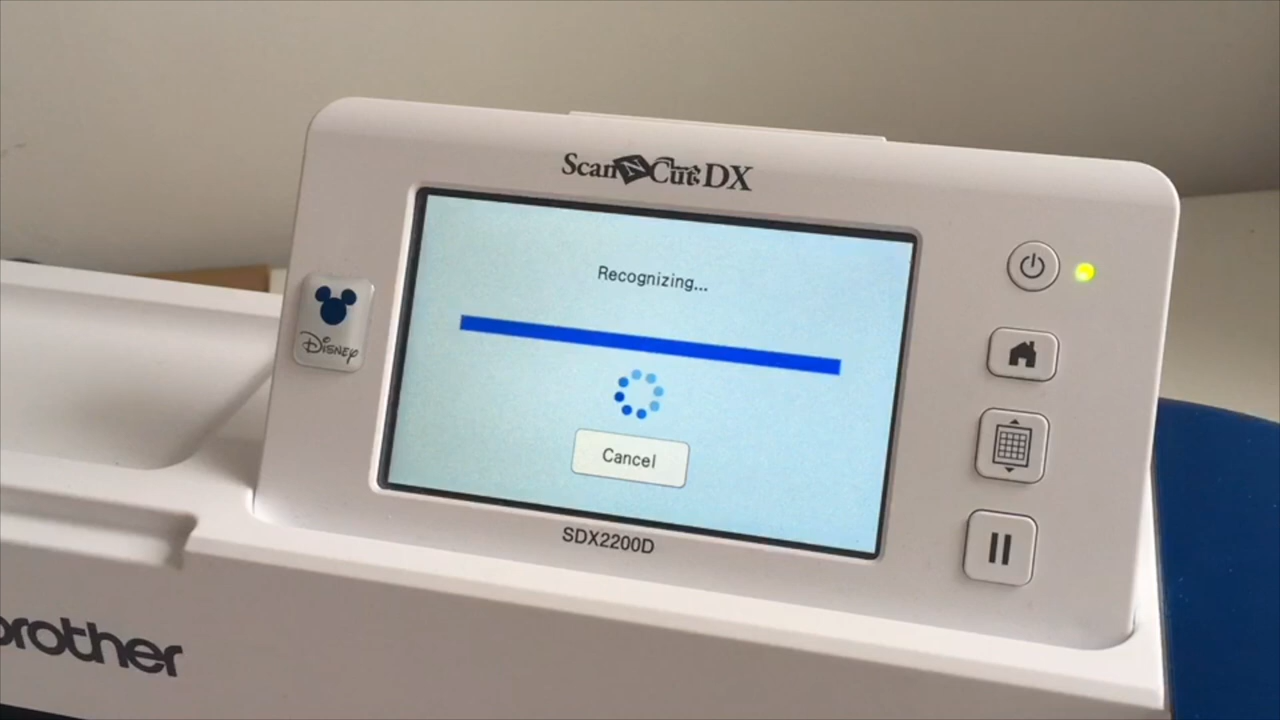 ScanNCut DX
Recognizing...
Disney
Cancel
SDX2200D
brother